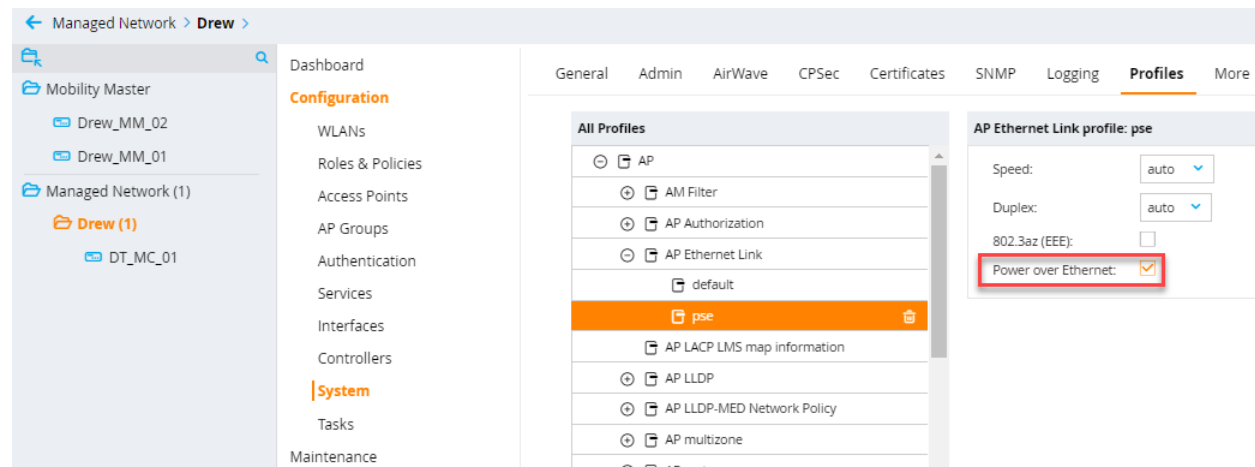 Managed Network > Drew >
Mobility Master
Drew_MM_02
Drew_MM_01
Managed Network (1)
Drew (1)
DT_MC_01
Dashboard
Configuration
WLANs
Roles & Policies
Access Points
AP Groups
Authentication
Services
Interfaces
Controllers
System
Tasks
Maintenance
General Admin AirWave CPSec Certificates SNMP Logging Profiles More
All Profiles
AP
AM Filter
AP Authorization
AP Ethernet Link
default
pse
AP LACP LMS map information
AP LLDP
AP LLDP-MED Network Policy
AP multizone
AP Ethernet Link profile: pse
Speed: auto
Duplex: auto
802.3az (EEE):
Power over Ethernet: